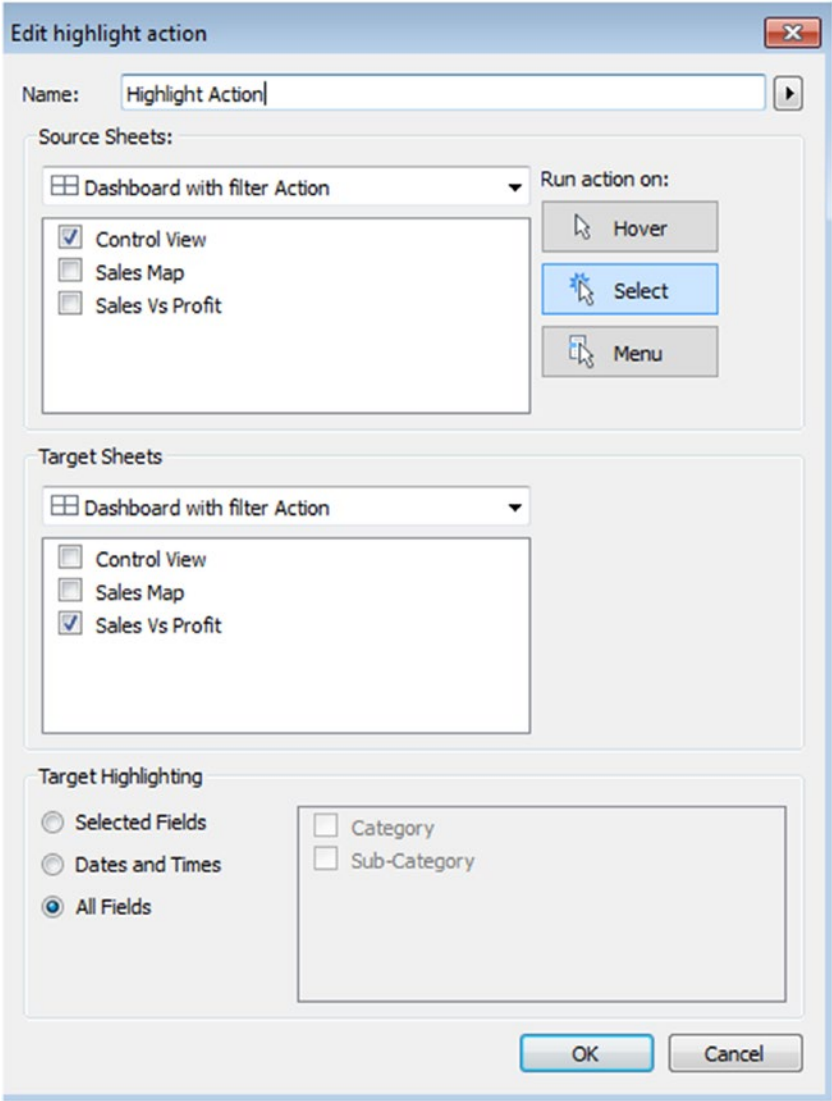 Edit highlight action
Name: Highlight Action
Source Sheets:
Dashboard with filter Action
Run action on:
Control View
Sales Map
Sales Vs Profit
Hover
Select
Menu
Target Sheets
Dashboard with filter Action
Control View
Sales Map
Sales Vs Profit
Target Highlighting
Selected Fields
Dates and Times
All Fields
Category
Sub-Category
OK Cancel